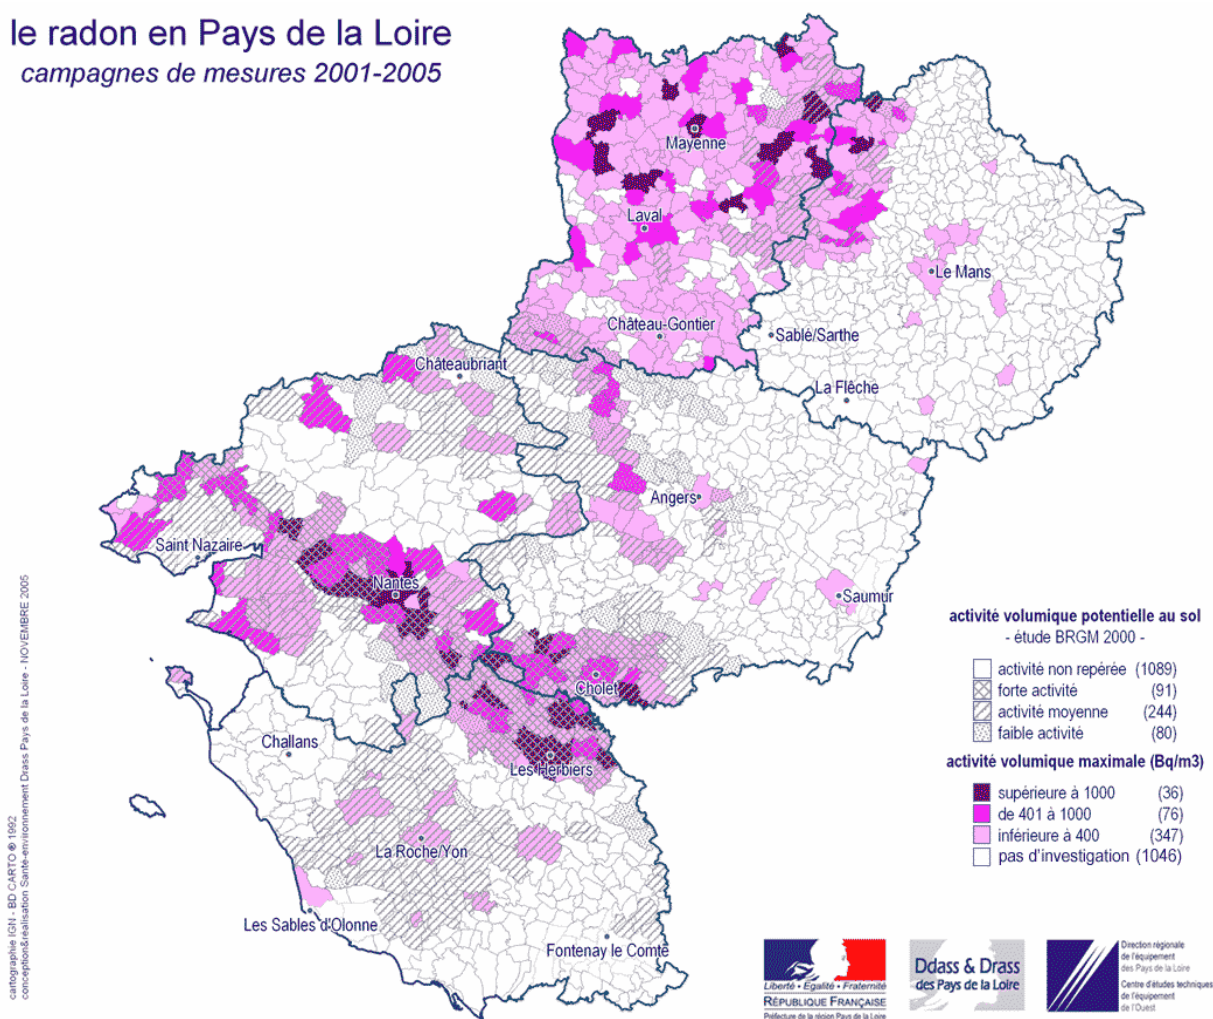 le radon en Pays de la Loire
campagnes de mesures 2001-2005
Mayenne
Laval
Le Mans
Château-Gontier
Sablé/Sarthe
Châteaubriant
La Flèche
Angers
Saint Nazaire
Nantes
Saumur
Cholet
Challans
Les Herbiers
La Roche/Yon
Les Sables d'Olonne
Fontenay le Comte
activité volumique potentielle au sol
- étude BRGM 2000 -
activité non repérée (1089)
forte activité (91)
activité moyenne (244)
faible activité (80)
activité volumique maximale (Bq/m3)
supérieure à 1000 (36)
de 401 à 1000 (76)
inférieure à 400 (347)
pas d'investigation (1046)
cartographie IGN - BD CARTO ® 1992
conception&réalisation Santé-environnement Drass Pays de la Loire - NOVEMBRE 2005
Liberté • Egalité • Fraternité
RÉPUBLIQUE FRANÇAISE
Préfecture de la région Pays de la Loire
Ddass & Drass
des Pays de la Loire
Direction régionale
de l'équipement
des Pays de la Loire
Centre d'études techniques
de l'équipement
de l'Ouest